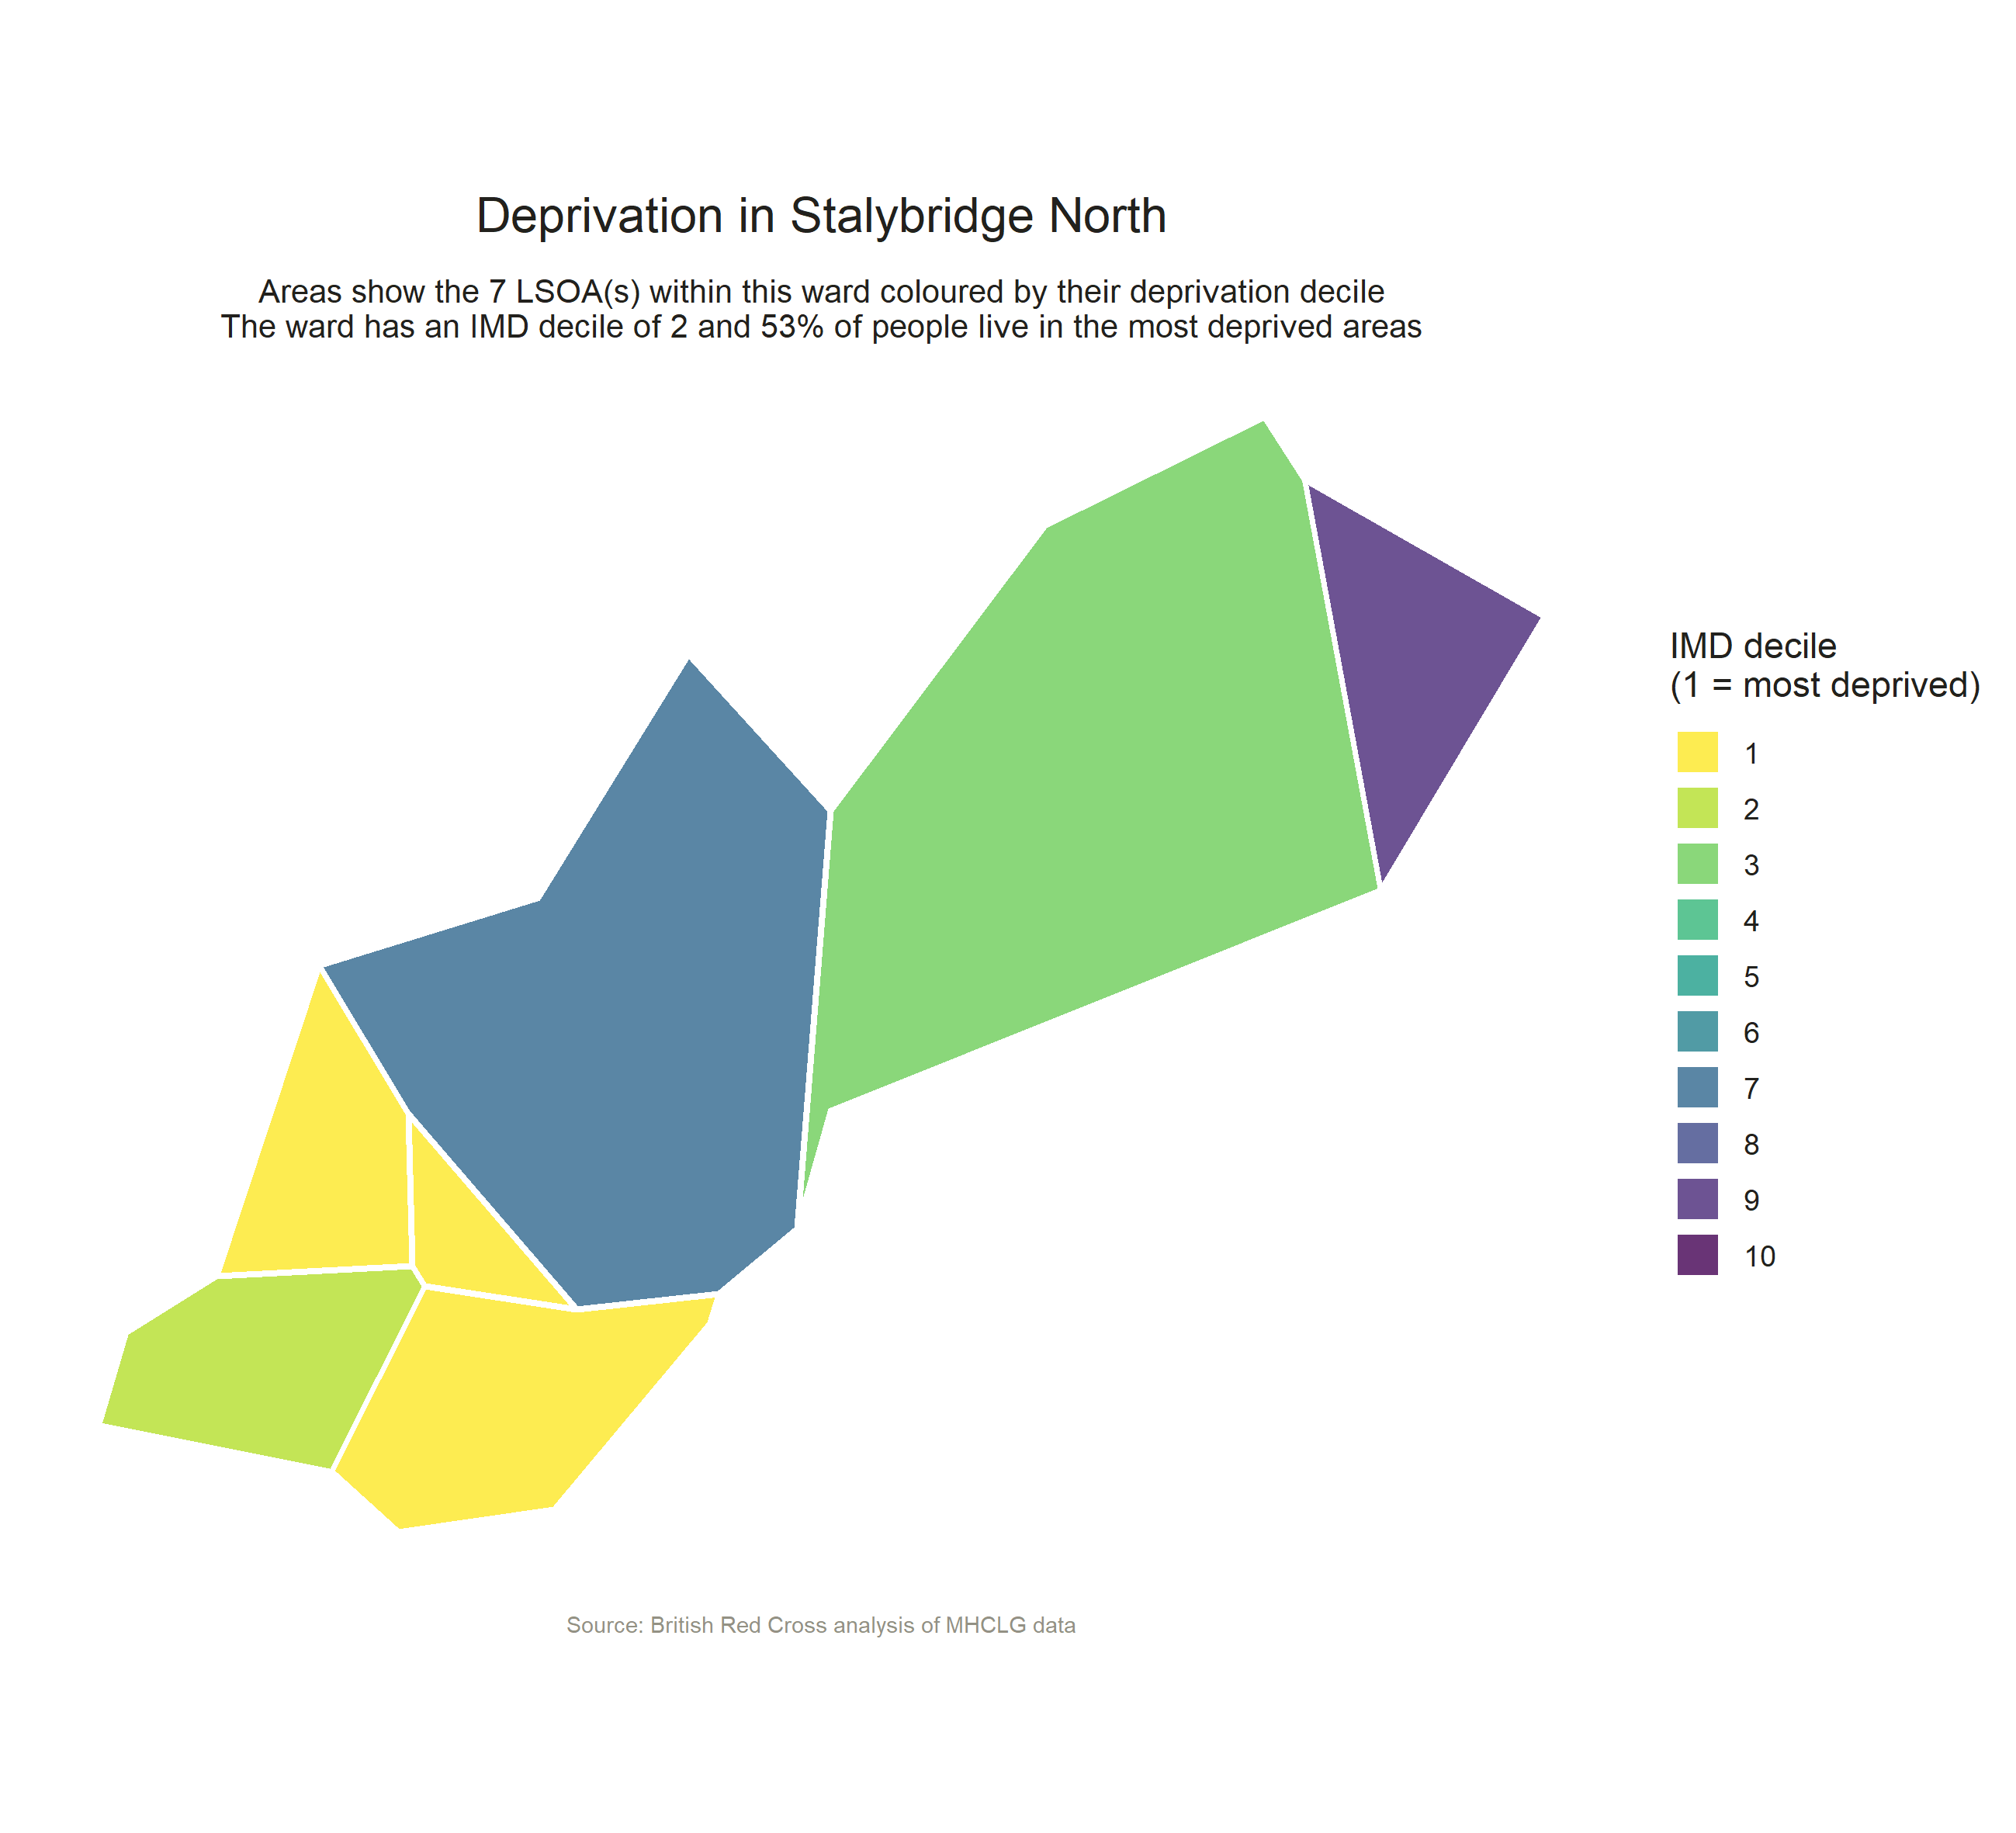 Deprivation in Stalybridge North
Areas show the 7 LSOA(s) within this ward coloured by their deprivation decile
The ward has an IMD decile of 2 and 53% of people live in the most deprived areas
IMD decile
(1 = most deprived)
1
2
3
4
5
6
7
8
9
10
Source: British Red Cross analysis of MHCLG data